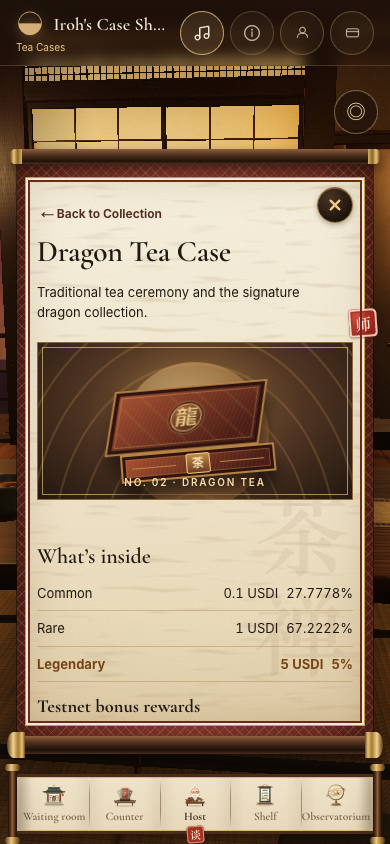 Iroh's Case Sh...
Tea Cases
← Back to Collection
Dragon Tea Case
师
Traditional tea ceremony and the signature
dragon collection.
龍
茶
NO. 02 · DRAGON TEA
茶
禅
What's inside
Common 0.1 USDI 27.7778%
Rare 1 USDI 67.2222%
Legendary 5 USDI 5%
Testnet bonus rewards
Waiting room
Counter
Host
Shelf
Observatorium
谈